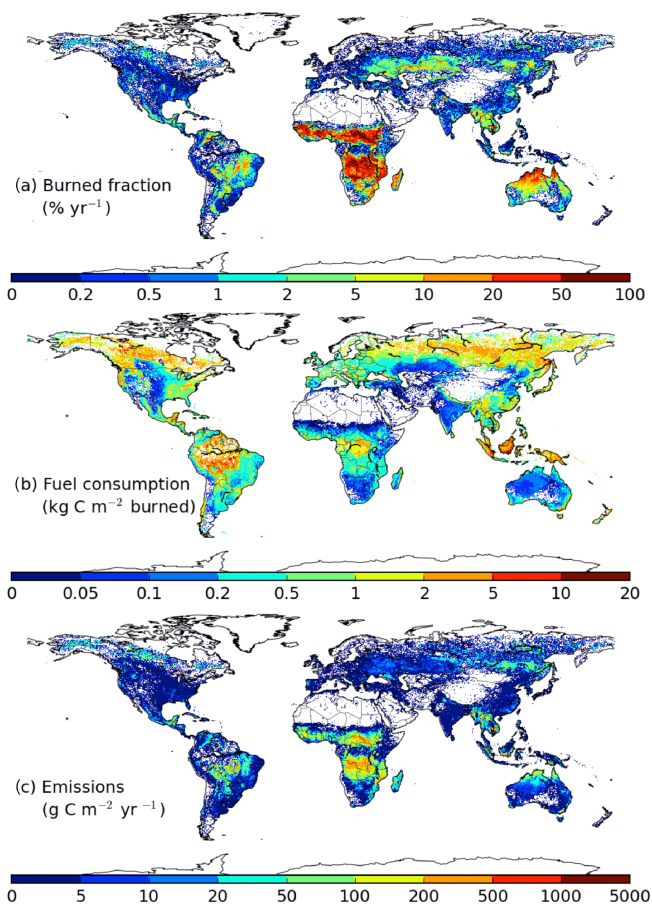 (a) Burned fraction
(% yr⁻¹)
0 0.2 0.5 1 2 5 10 20 50 100
(b) Fuel consumption
(kg C m⁻² burned)
0 0.05 0.1 0.2 0.5 1 2 5 10 20
(c) Emissions
(g C m⁻² yr ⁻¹)
0 5 10 20 50 100 200 500 1000 5000